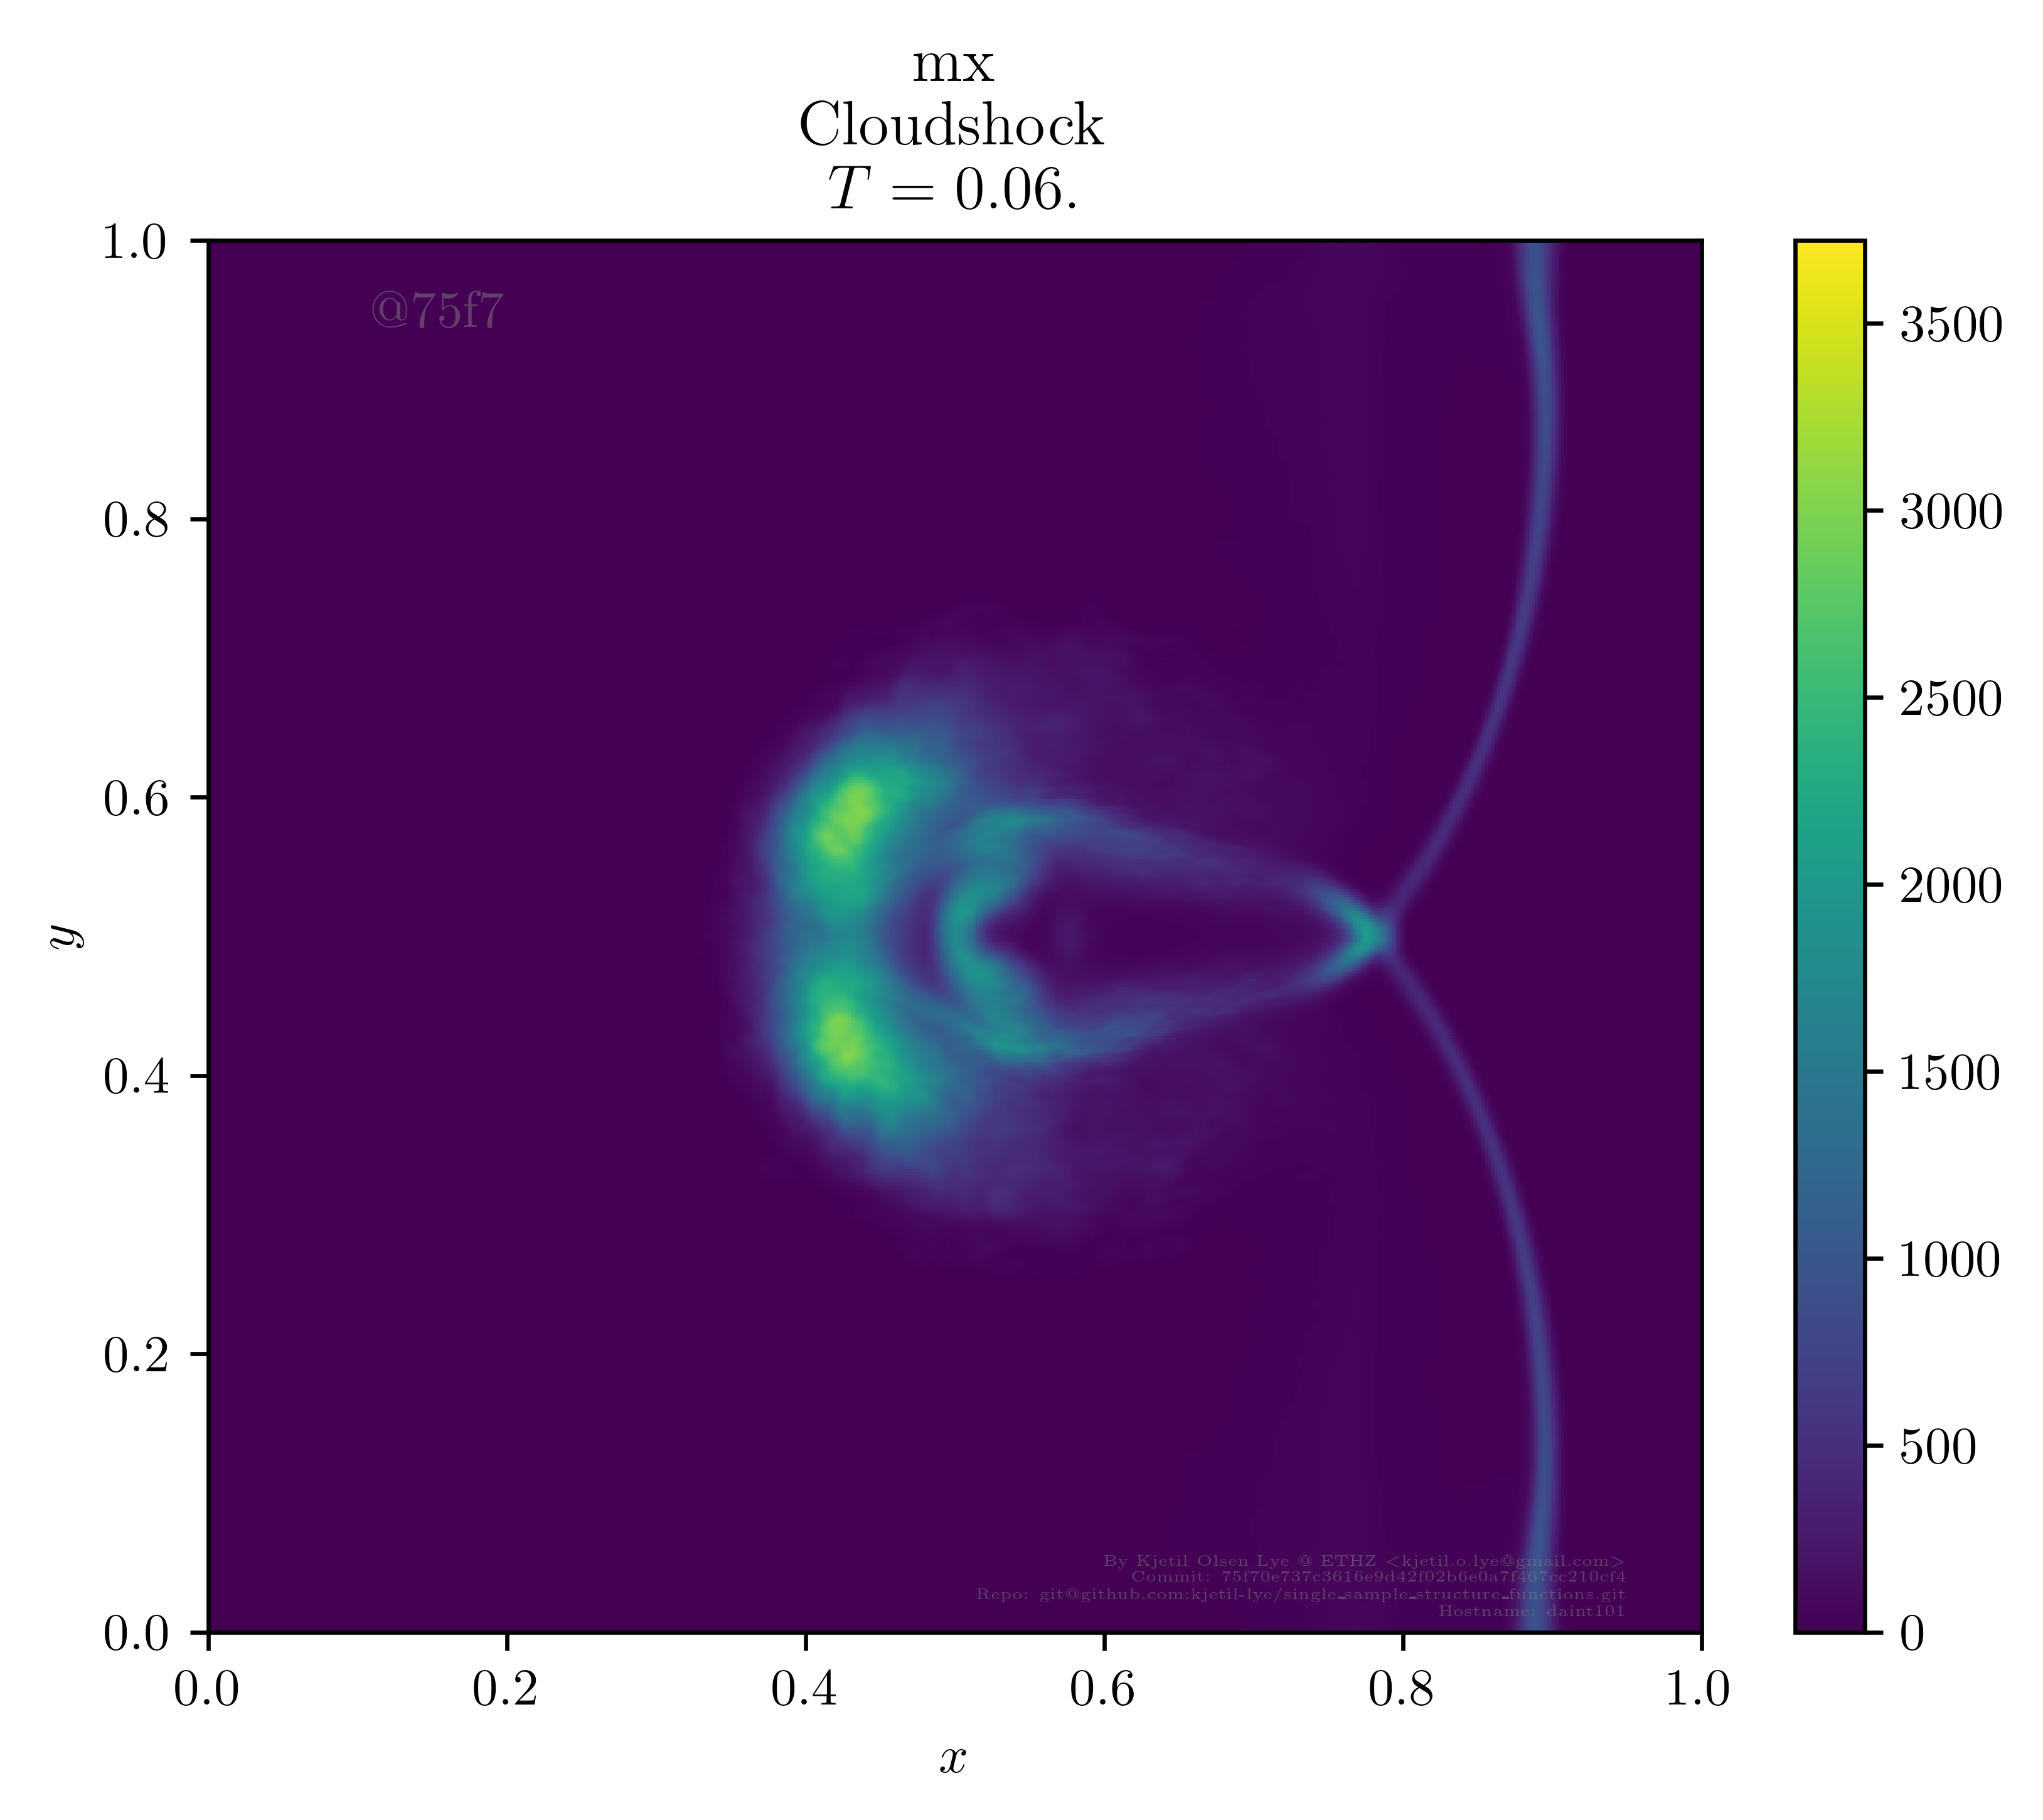 mx
Cloudshock
T = 0.06.
1.0
0.8
0.6
0.4
0.2
0.0
y
@75f7
3500
3000
2500
2000
1500
1000
500
0
By Kjetil Olsen Lye @ ETHZ <kjetil.o.lye@gmail.com>
Commit: 75f70e737c3616e9d42f02b6e0a7f467cc210cf4
Repo: git@github.com:kjetil-lye/single_sample_structure_functions.git
Hostname: daint101
0.0 0.2 0.4 0.6 0.8 1.0
x